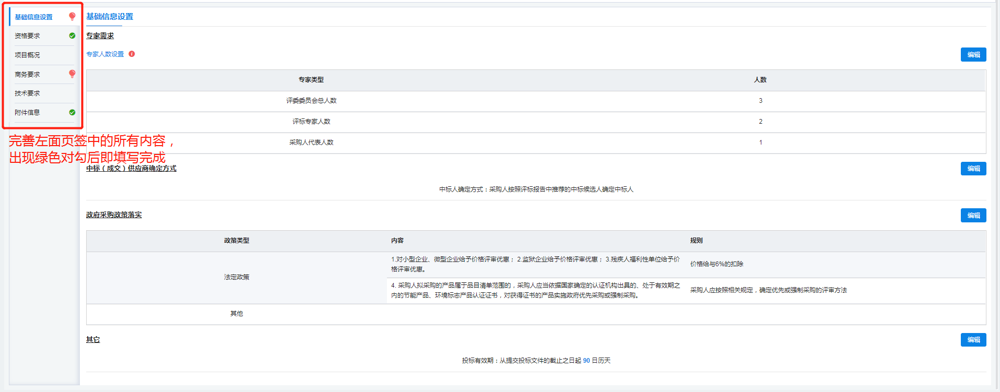 基础信息设置
资格要求
项目概况
商务要求
技术要求
附件信息
完善左面页签中的所有内容，
出现绿色对勾后即填写完成
基础信息设置
专家需求
专家人数设置
编辑
专家类型 人数
评委委员会总人数 3
评标专家人数 2
采购人代表人数 1
中标（成交）供应商确定方式
编辑
中标人确定方式：采购人按照评标报告中推荐的中标候选人确定中标人
政府采购政策落实
编辑
政策类型 内容 规则
法定政策
1.对小型企业、微型企业给予价格评审优惠； 2.监狱企业给予价格评审优惠； 3.残疾人福利性单位给予价
格评审优惠。
价格给与6%的扣除
4. 采购人拟采购的产品属于品目清单范围的，采购人应当依据国家确定的认证机构出具的、处于有效期之
内的节能产品、环境标志产品认证证书，对获得证书的产品实施政府优先采购或强制采购。
采购人应按照相关规定，确定优先或强制采购的评审方法
其他
其它
编辑
投标有效期：从提交投标文件的截止之日起 90 日历天